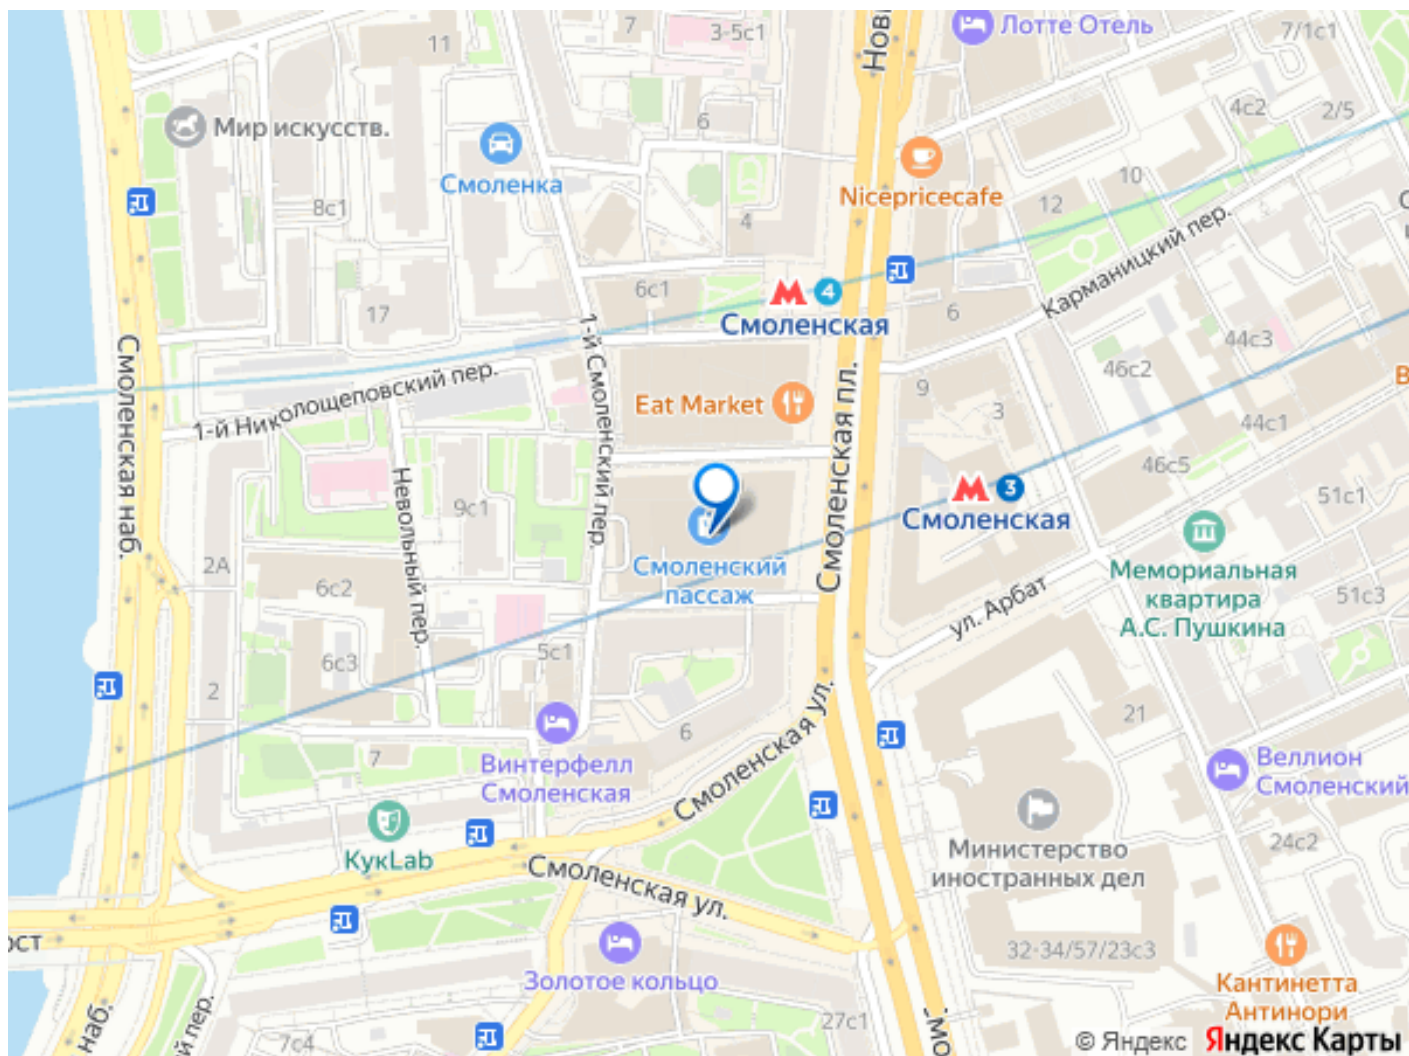 11
7
3-5с1
Нов
Лотте Отель
7/1с1
Мир искусств.
Смоленка
6
Nicepricecafe
4с2
2/5
10
12
8с1
4
Карманицкий пер.
6с1
4
Смоленская
6
17
Смоленская наб.
1-й Николощеповский пер.
1-й Смоленский пер.
Eat Market
Смоленская пл.
9
3
44с3
46с2
44с1
46с5
В
Невольный пер.
9с1
3
Смоленская
51с1
2А
6с2
Смоленский
пассаж
ул. Арбат
Мемориальная
квартира
А.С. Пушкина
51с3
6с3
5с1
2
6
21
Смоленская ул.
7
Винтерфелл
Смоленская
Веллион
Смоленский
КукLab
Министерство
иностранных дел
24с2
Смоленская ул.
ост
32-34/57/23с3
Золотое кольцо
Кантинетта
Антинори
наб.
й пер.
7с4
27с1
мо
© Яндекс
Яндекс Карты